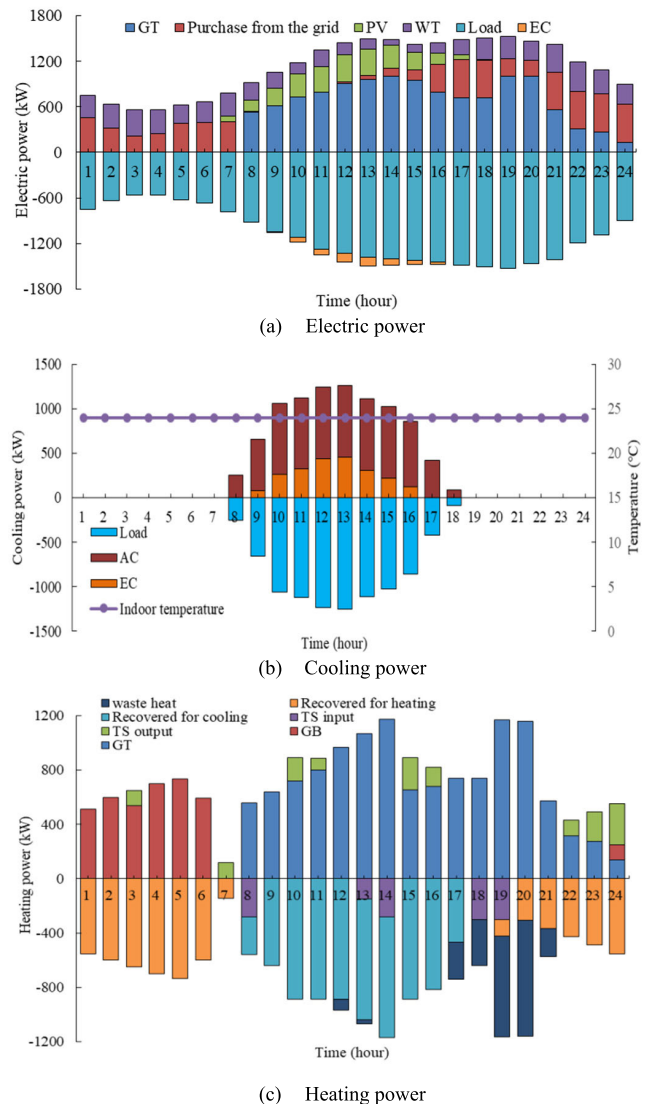 GT Purchase from the grid PV WT Load EC
1800
1200
600
0
-600
-1200
-1800
Electric power (kW)
1 2 3 4 5 6 7 8 9 10 11 12 13 14 15 16 17 18 19 20 21 22 23 24
Time (hour)
(a) Electric power
1500
1000
500
0
-500
-1000
-1500
Cooling power (kW)
30
25
20
15
10
5
0
Temperature (°C)
1 2 3 4 5 6 7 8 9 10 11 12 13 14 15 16 17 18 19 20 21 22 23 24
Load
AC
EC
Indoor temperature
Time (hour)
(b) Cooling power
waste heat Recovered for heating
Recovered for cooling TS input
TS output GB
GT
1200
800
400
0
-400
-800
-1200
Heating power (kW)
1 2 3 4 5 6 7 8 9 10 11 12 13 14 15 16 17 18 19 20 21 22 23 24
Time (hour)
(c) Heating power